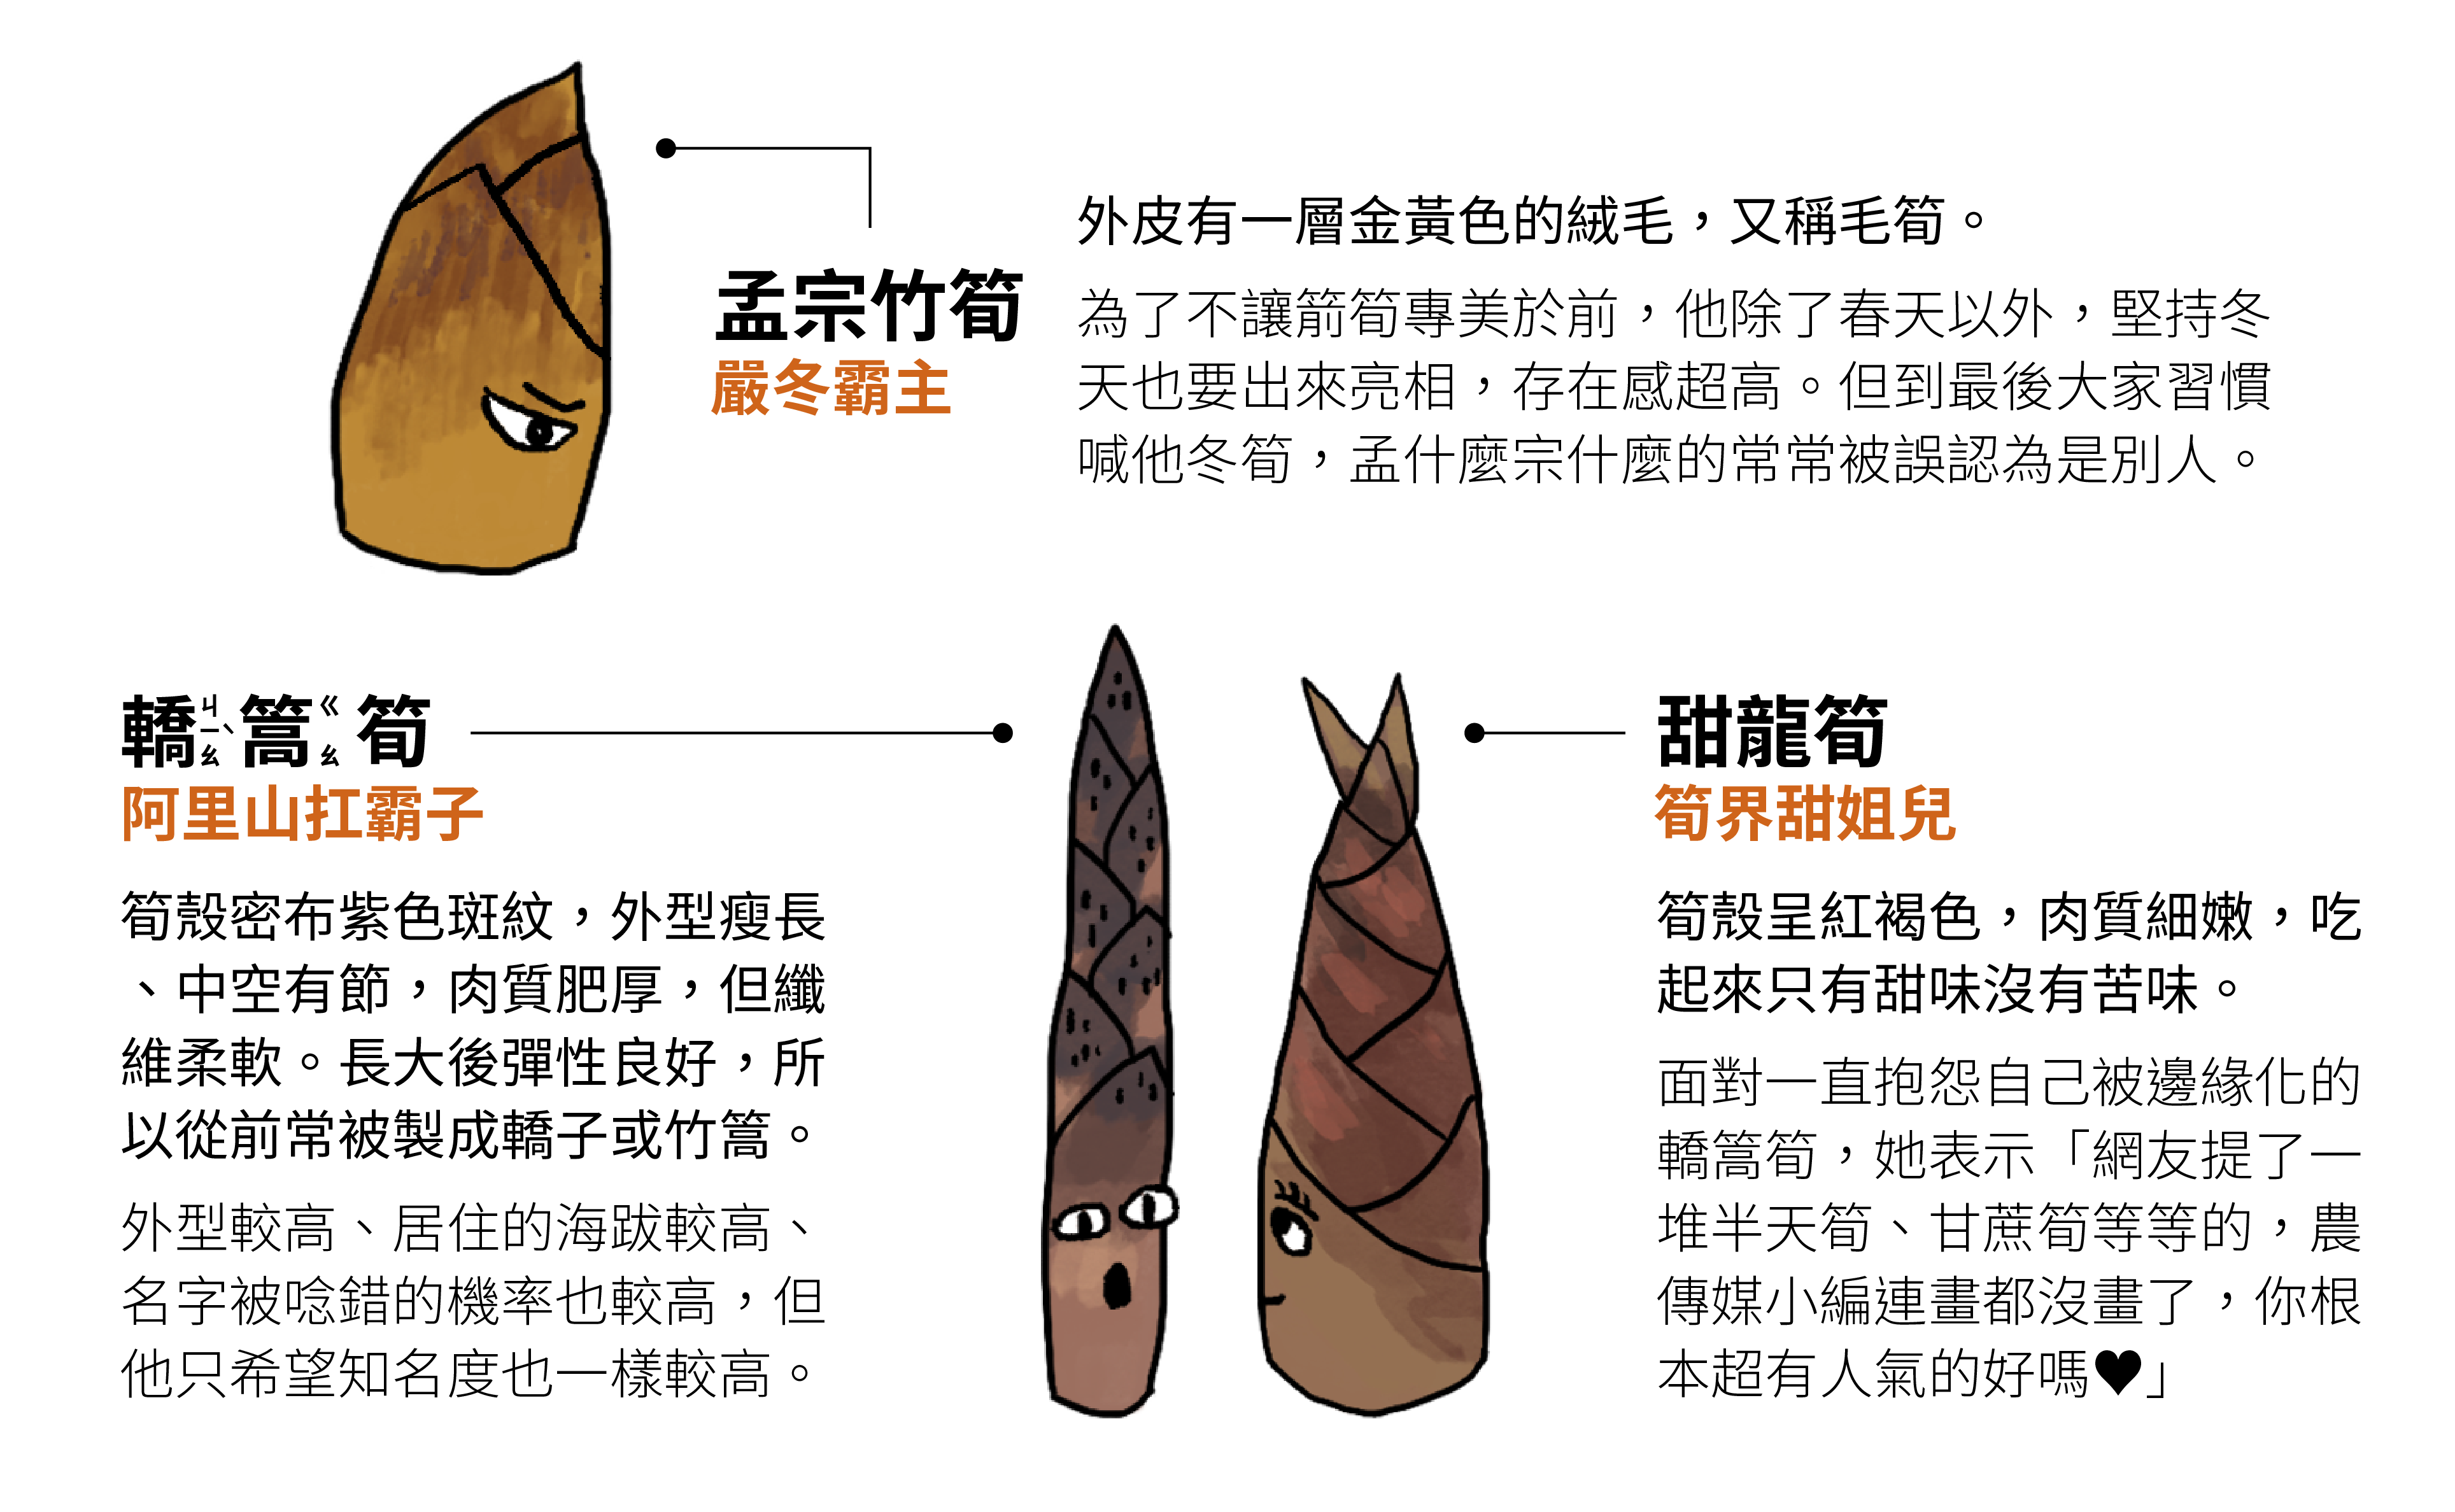 孟宗竹筍
嚴冬霸主
外皮有一層金黃色的絨毛，又稱毛筍。
為了不讓箭筍專美於前，他除了春天以外，堅持冬
天也要出來亮相，存在感超高。但到最後大家習慣
喊他冬筍，孟什麼宗什麼的常常被誤認為是別人。
轎ㄐㄧㄠˋ篙ㄍㄠ筍
阿里山扛霸子
筍殼密布紫色斑紋，外型瘦長
、中空有節，肉質肥厚，但纖
維柔軟。長大後彈性良好，所
以從前常被製成轎子或竹篙。
外型較高、居住的海跋較高、
名字被唸錯的機率也較高，但
他只希望知名度也一樣較高。
甜龍筍
筍界甜姐兒
筍殼呈紅褐色，肉質細嫩，吃
起來只有甜味沒有苦味。
面對一直抱怨自己被邊緣化的
轎篙筍，她表示「網友提了一
堆半天筍、甘蔗筍等等的，農
傳媒小編連畫都沒畫了，你根
本超有人氣的好嗎♥」